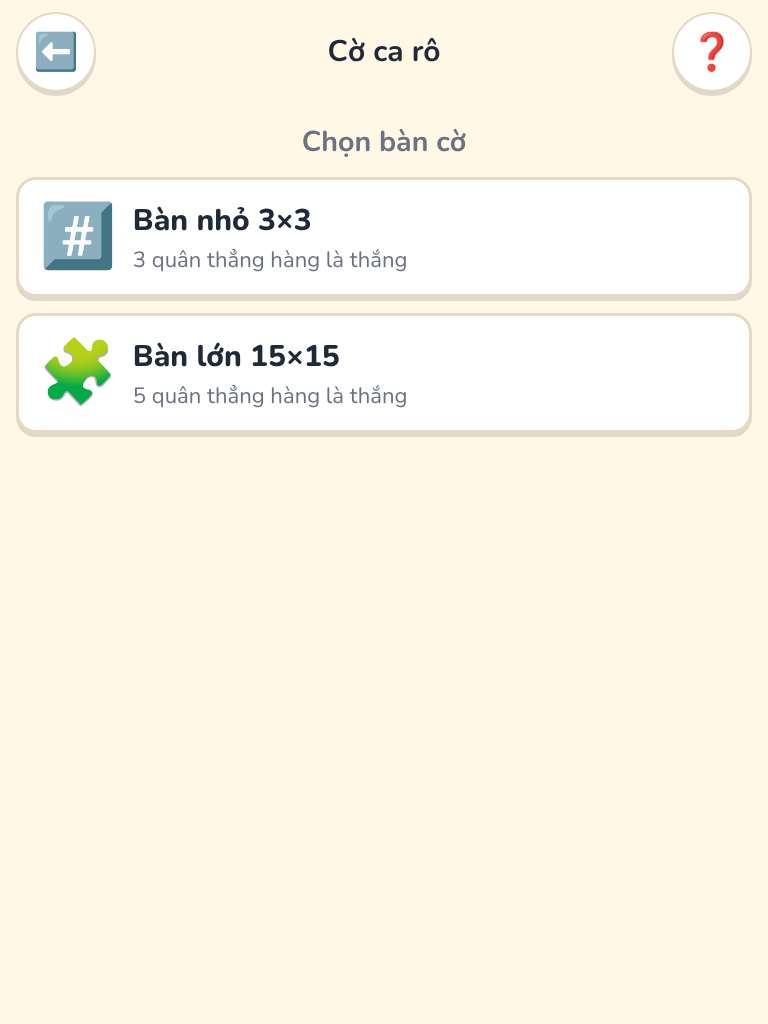 Cờ ca rô
Chọn bàn cờ
Bàn nhỏ 3×3
3 quân thẳng hàng là thắng
Bàn lớn 15×15
5 quân thẳng hàng là thắng